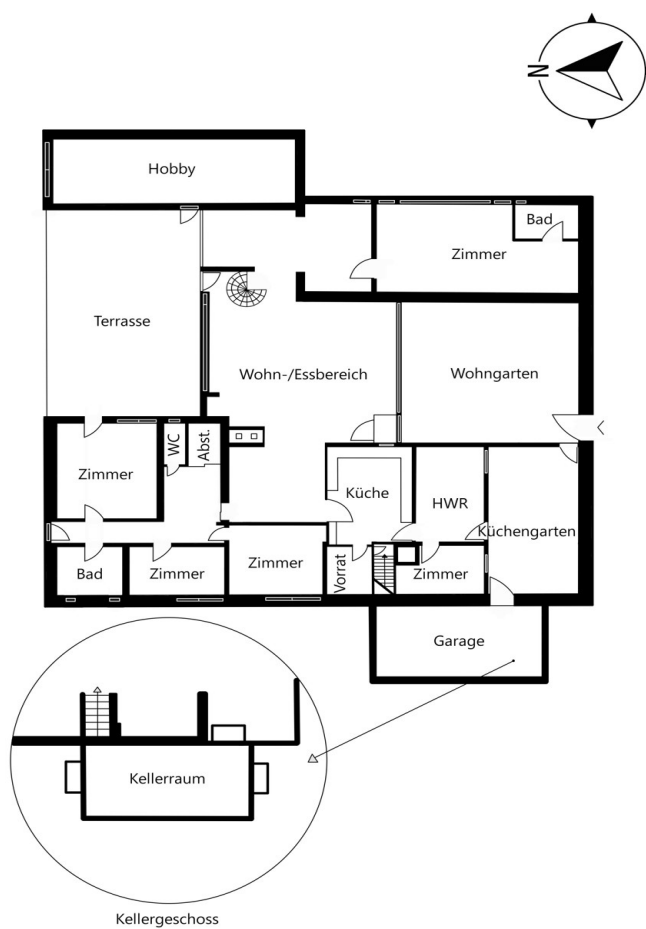 N
Hobby
Bad
Zimmer
Terrasse
Wohn-/Essbereich
Wohngarten
WC
Abst.
Zimmer
Küche
HWR
Küchengarten
Zimmer
Vorrat
Bad
Zimmer
Zimmer
Garage
Kellerraum
Kellergeschoss